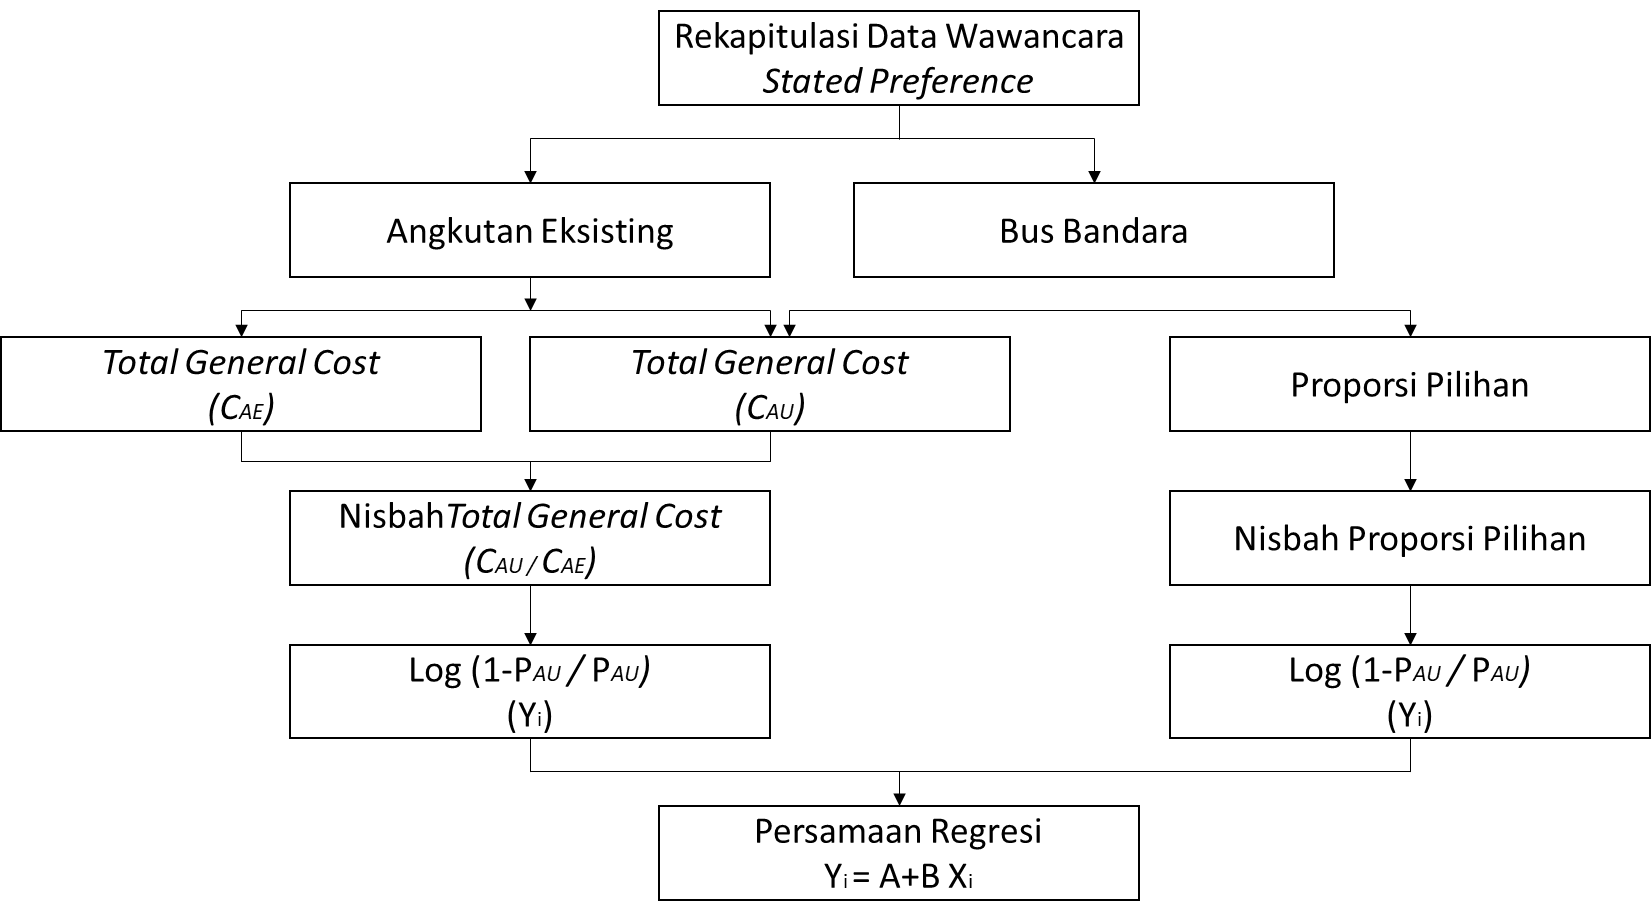 Rekapitulasi Data Wawancara
Stated Preference
Angkutan Eksisting
Bus Bandara
Total General Cost
(CAE)
Total General Cost
(CAU)
Proporsi Pilihan
NisbahTotal General Cost
(CAU / CAE)
Nisbah Proporsi Pilihan
Log (1-PAU / PAU)
(Yi)
Log (1-PAU / PAU)
(Yi)
Persamaan Regresi
Yi = A+B Xi